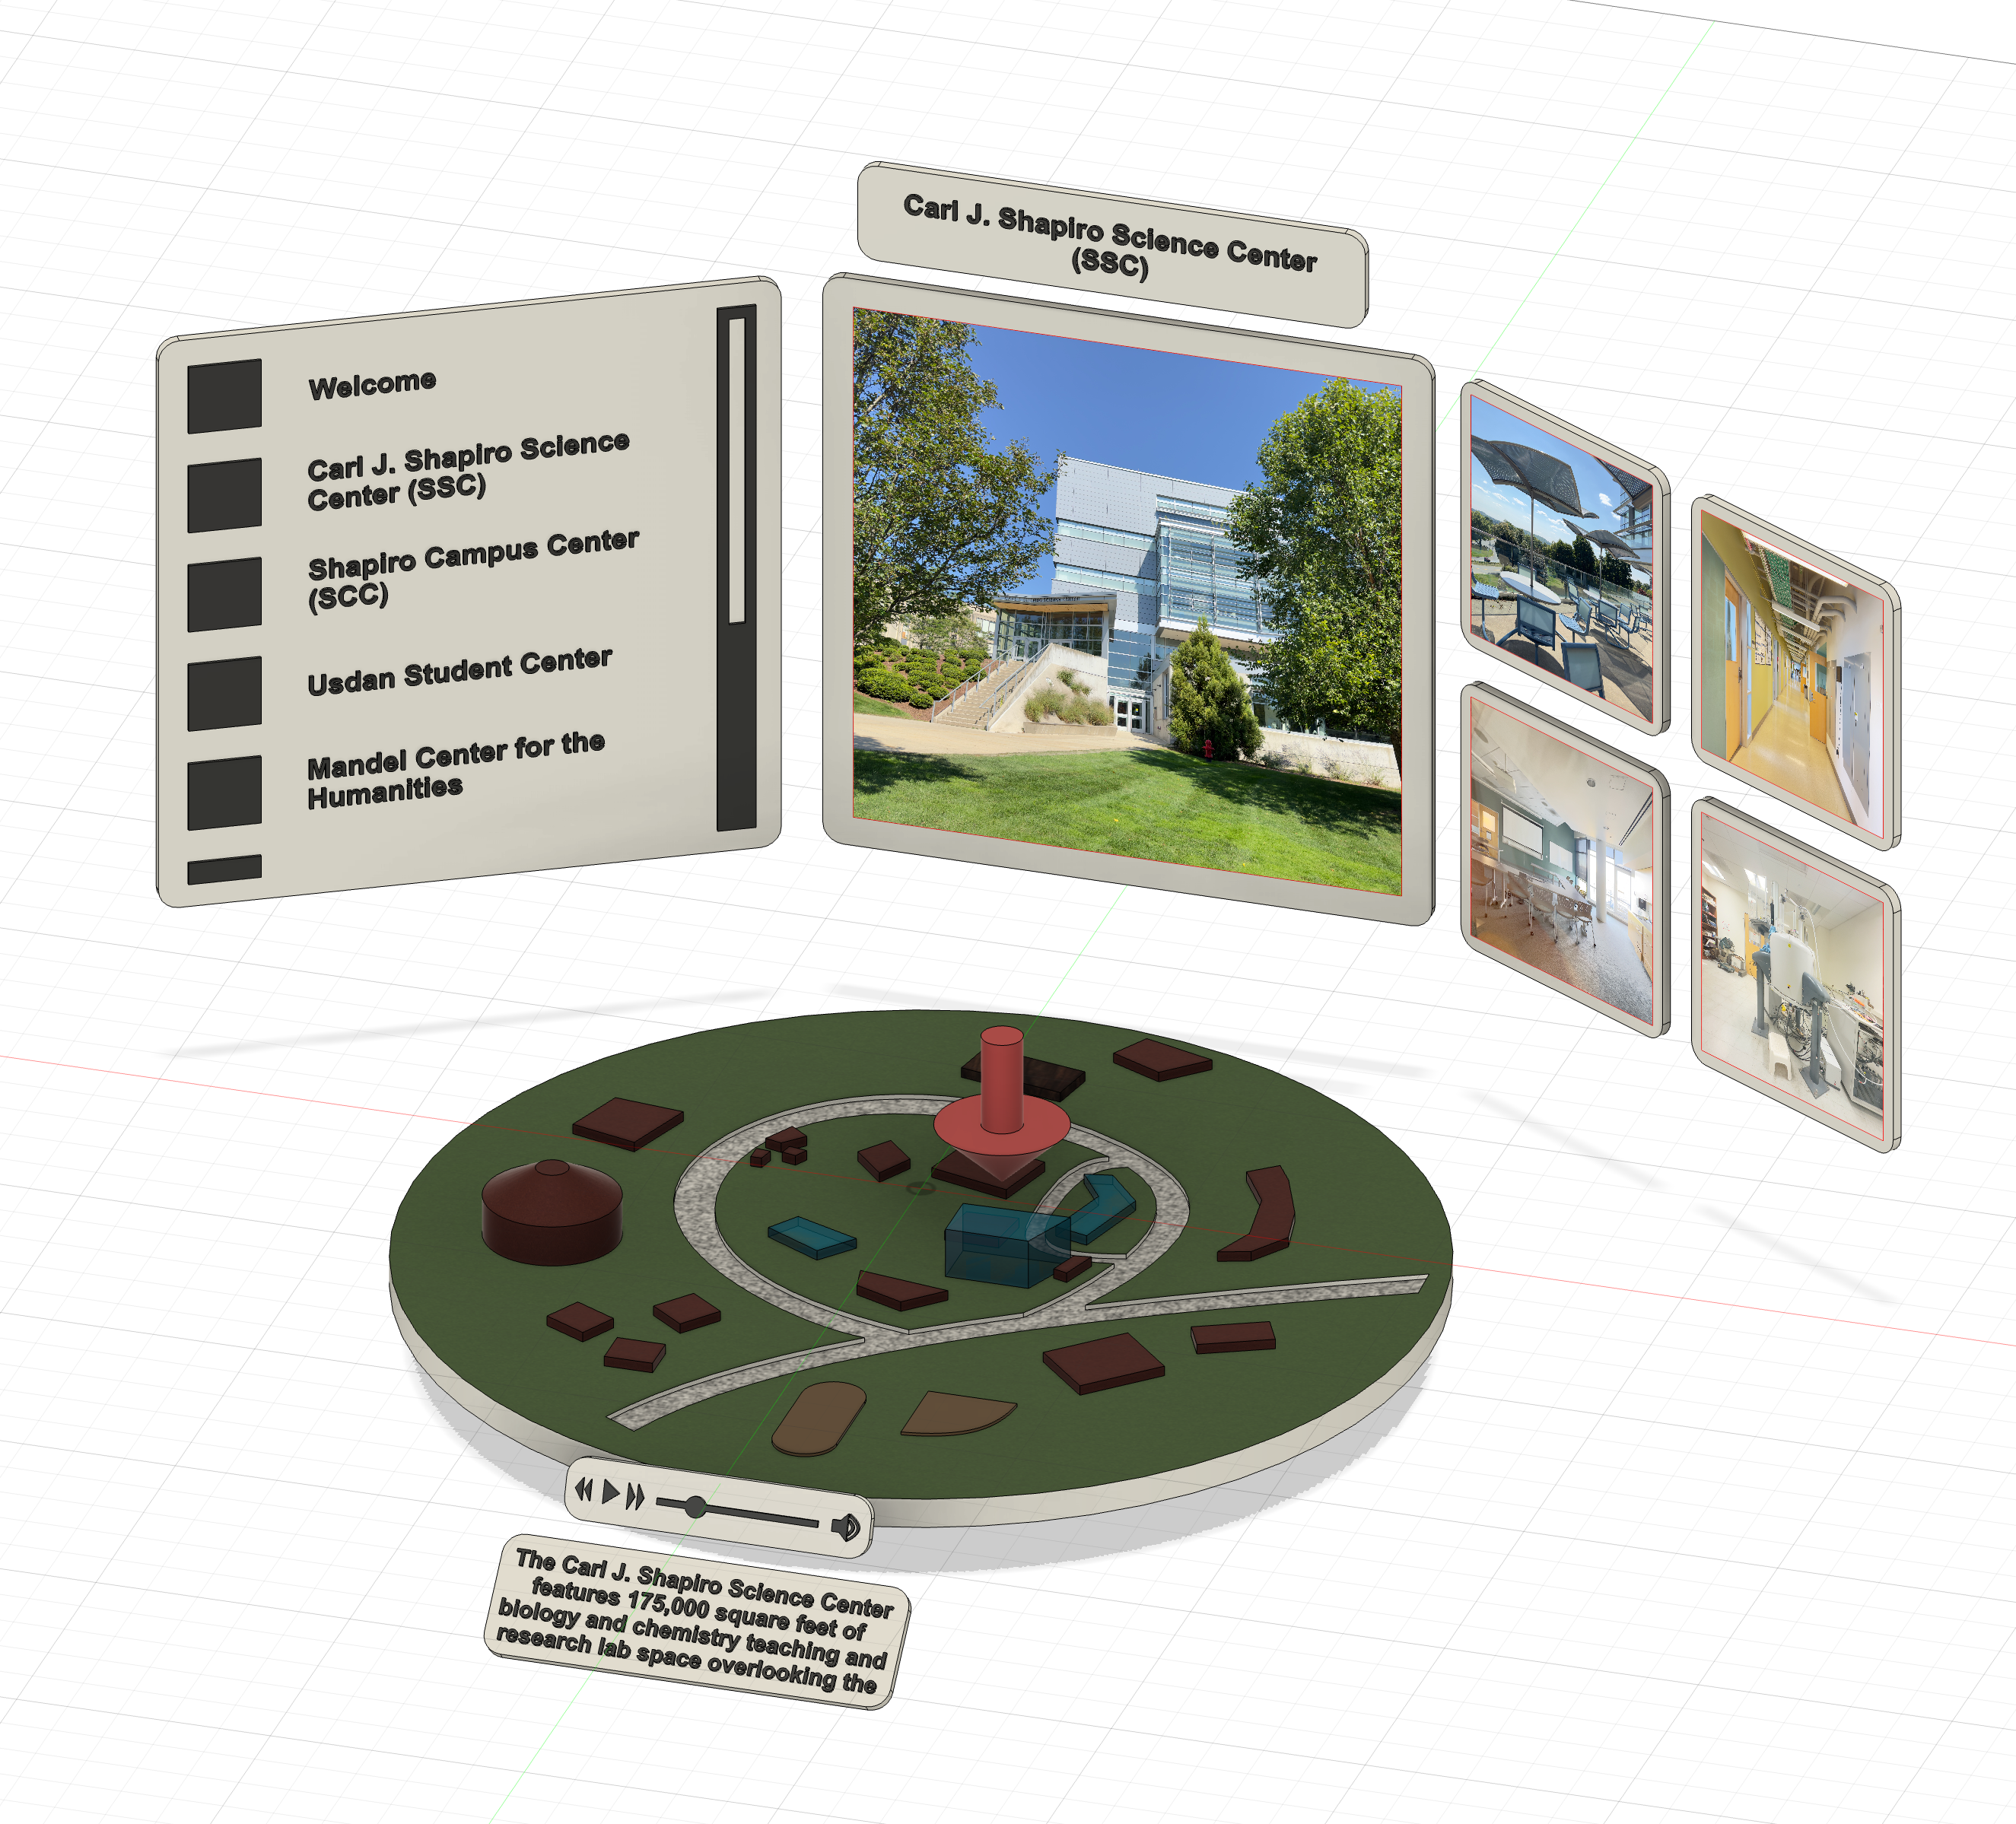 Carl J. Shapiro Science Center
(SSC)
Welcome
Carl J. Shapiro Science
Center (SSC)
Shapiro Campus Center
(SCC)
Usdan Student Center
Mandel Center for the
Humanities
The Carl J. Shapiro Science Center
features 175,000 square feet of
biology and chemistry teaching and
research lab space overlooking the